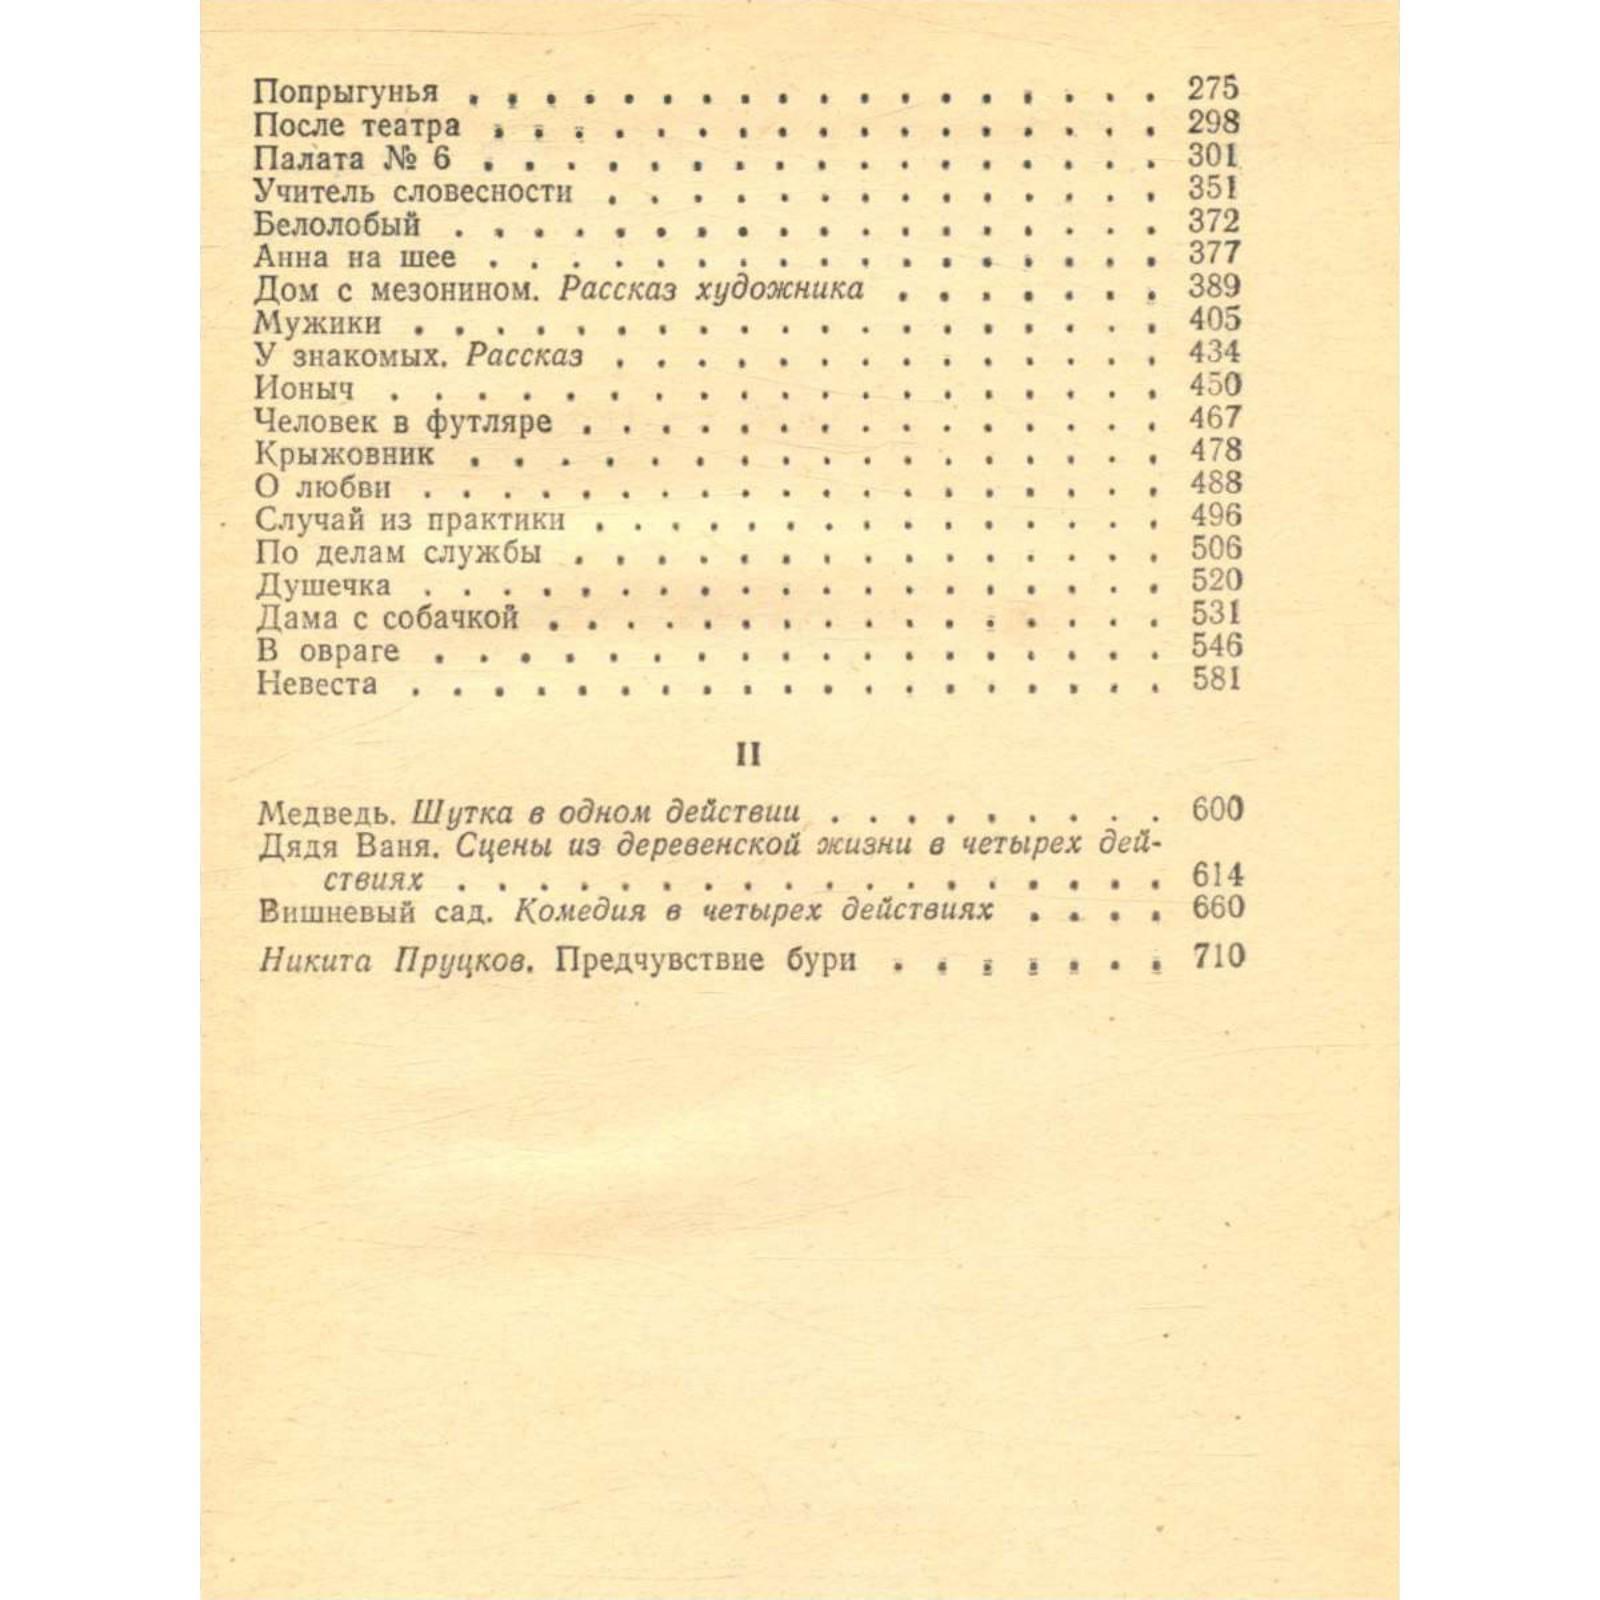 Попрыгунья . . . . . . . . . . . . . . . . . . 275
После театра . . . . . . . . . . . . . . . . . 298
Палата № 6 . . . . . . . . . . . . . . . . . 301
Учитель словесности . . . . . . . . . . . . . . 351
Белолобый . . . . . . . . . . . . . . . . . . 372
Анна на шее . . . . . . . . . . . . . . . . . 377
Дом с мезонином. Рассказ художника . . . . . . . 389
Мужики . . . . . . . . . . . . . . . . . . . 405
У знакомых. Рассказ . . . . . . . . . . . . . . 434
Ионыч . . . . . . . . . . . . . . . . . . . 450
Человек в футляре . . . . . . . . . . . . . . . 467
Крыжовник . . . . . . . . . . . . . . . . . 478
О любви . . . . . . . . . . . . . . . . . . . 488
Случай из практики . . . . . . . . . . . . . . . 496
По делам службы . . . . . . . . . . . . . . . 506
Душечка . . . . . . . . . . . . . . . . . . . 520
Дама с собачкой . . . . . . . . . . . . . . . . 531
В овраге . . . . . . . . . . . . . . . . . . 546
Невеста . . . . . . . . . . . . . . . . . . . 581
II
Медведь. Шутка в одном действии . . . . . . . . . 600
Дядя Ваня. Сцены из деревенской жизни в четырех дей-
ствиях . . . . . . . . . . . . . . . . . . 614
Вишневый сад. Комедия в четырех действиях . . . . 660
Никита Пруцков. Предчувствие бури . . . . . . . 710